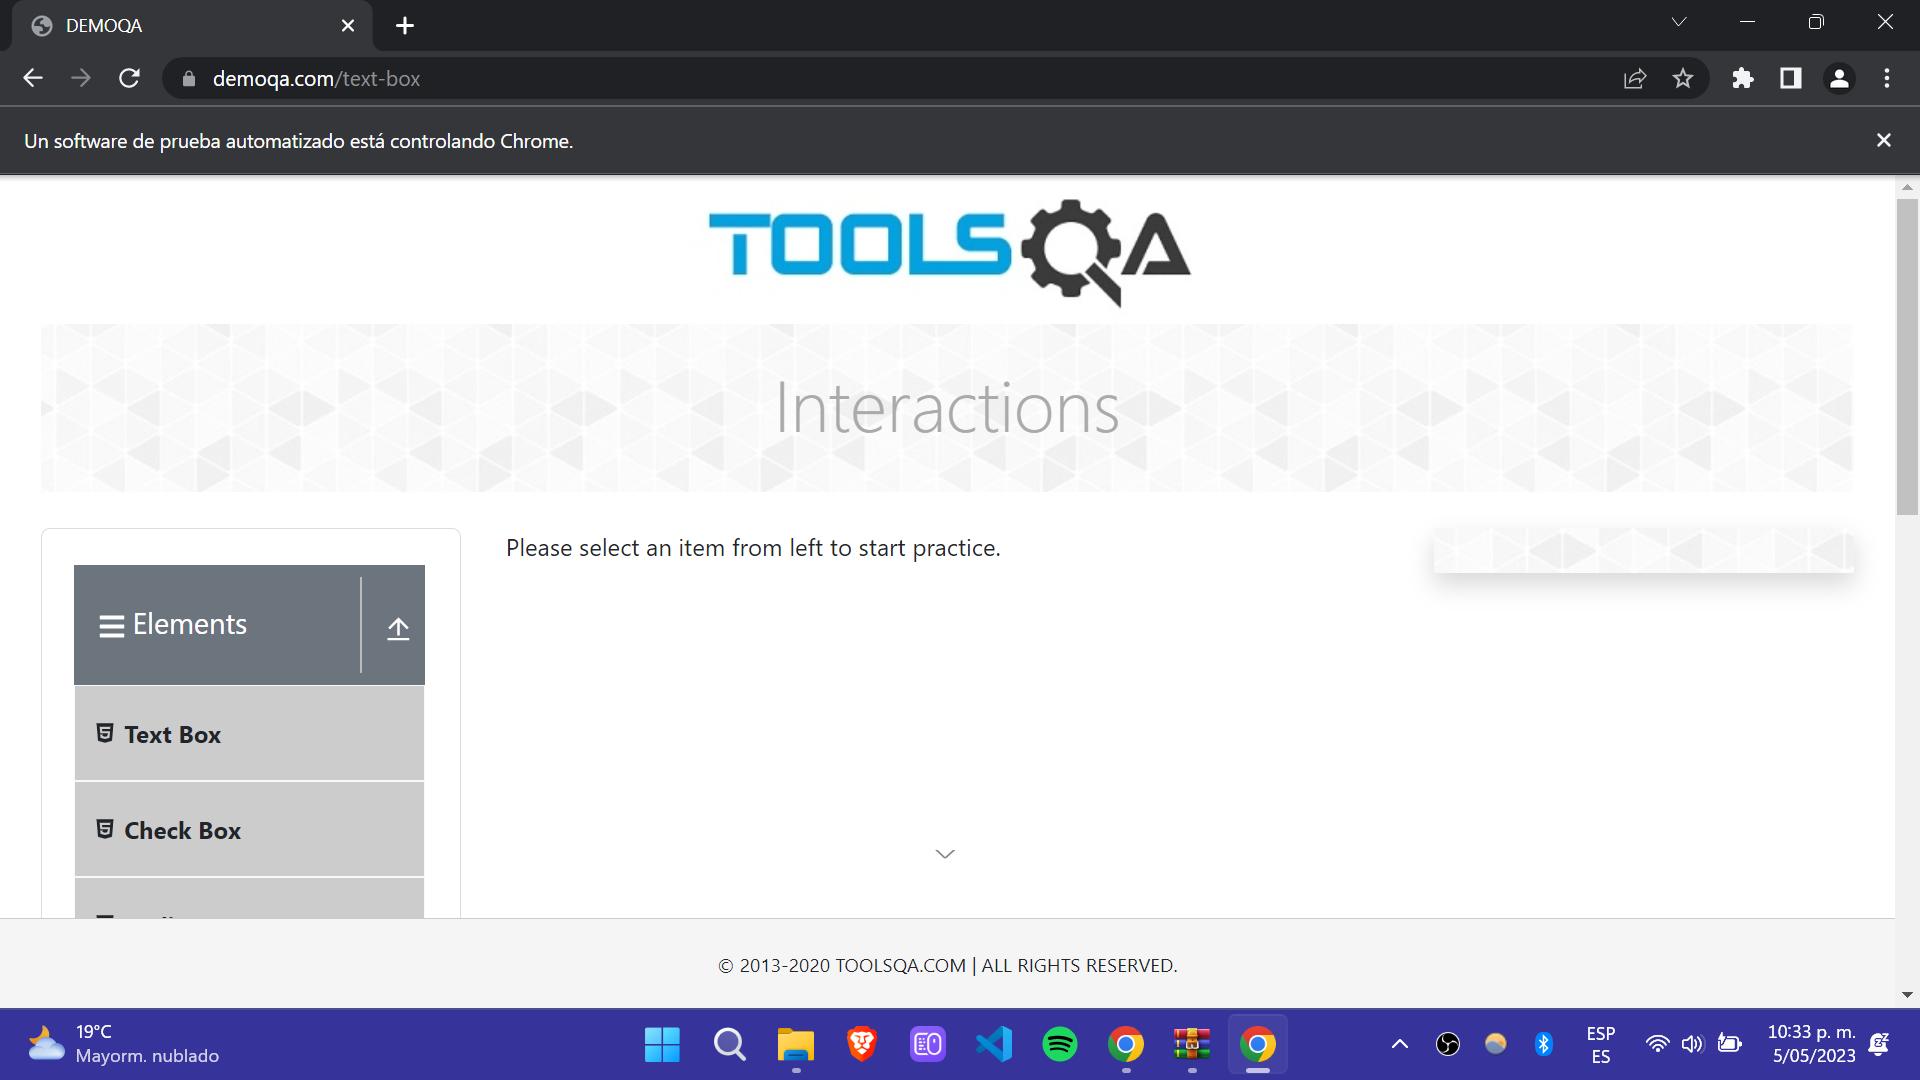 DEMOQA
demoqa.com/text-box
Un software de prueba automatizado está controlando Chrome.
TOOLSQA
Interactions
Please select an item from left to start practice.
Elements
Text Box
Check Box
© 2013-2020 TOOLSQA.COM | ALL RIGHTS RESERVED.
19°C
Mayorm. nublado
ESP
ES
10:33 p. m.
5/05/2023